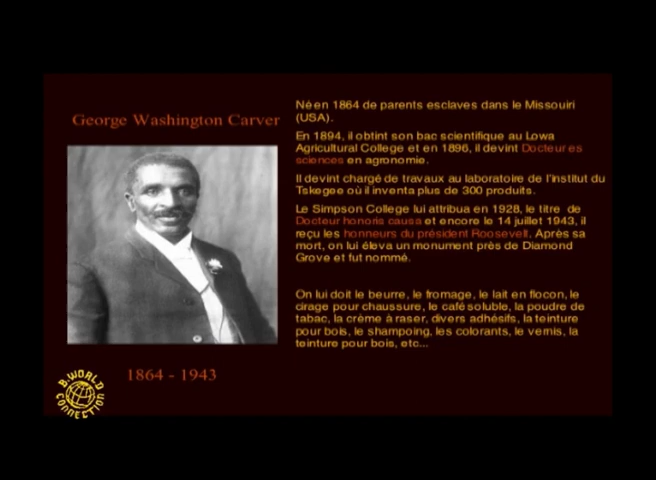 George Washington Carver
Né en 1864 de parents esclaves dans le Missouiri
(USA).
En 1894, il obtint son bac scientifique au Lowa
Agricultural College et en 1896, il devint Docteur es
sciences en agronomie.
Il devint chargé de travaux au laboratoire de l'institut du
Tskegee où il inventa plus de 300 produits.
Le Simpson College lui attribua en 1928, le titre de
Docteur honoris causa et encore le 14 juillet 1943, il
reçu les honneurs du président Roosevelt. Après sa
mort, on lui éleva un monument près de Diamond
Grove et fut nommé.
On lui doit le beurre, le fromage, le lait en flocon, le
cirage pour chaussure, le café soluble, la poudre de
tabac, la crème à raser, divers adhésifs, la teinture
pour bois, le shampoing, les colorants, le vernis, la
teinture pour bois, etc...
1864 - 1943
B.WORLD
CONNECTION